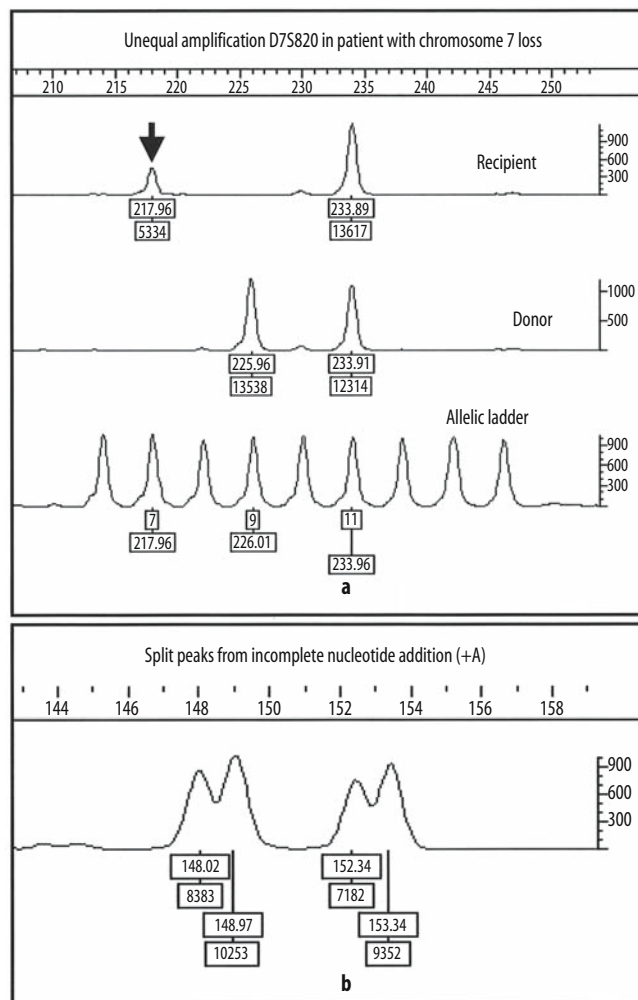 Unequal amplification D7S820 in patient with chromosome 7 loss
210 215 220 225 230 235 240 245 250
900
600
300
Recipient
217.96 233.89
5334 13617
1000
500
Donor
225.96 233.91
13538 12314
Allelic ladder
900
600
300
7 9 11
217.96 226.01 233.96
a
Split peaks from incomplete nucleotide addition (+A)
144 146 148 150 152 154 156 158
900
600
300
148.02 152.34
8383 7182
148.97 153.34
10253 9352
b